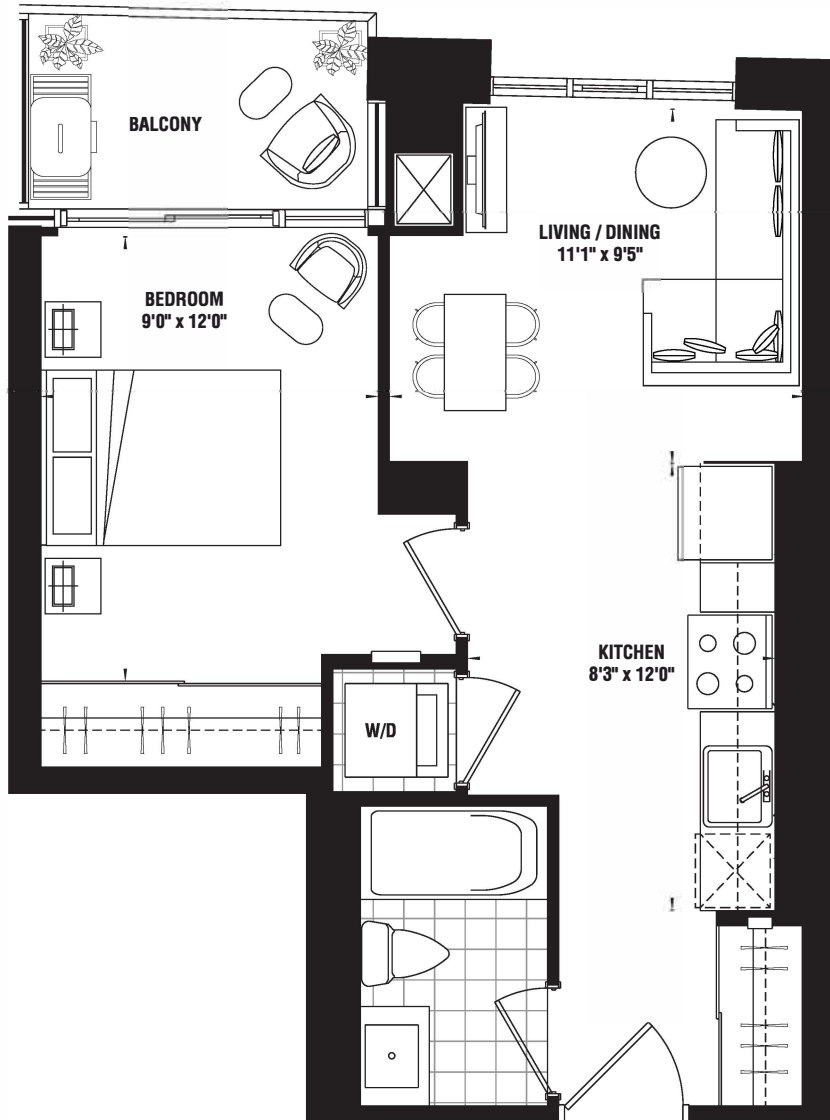 BALCONY
LIVING / DINING
11'1" x 9'5"
BEDROOM
9'0" x 12'0"
KITCHEN
8'3" x 12'0"
W/D